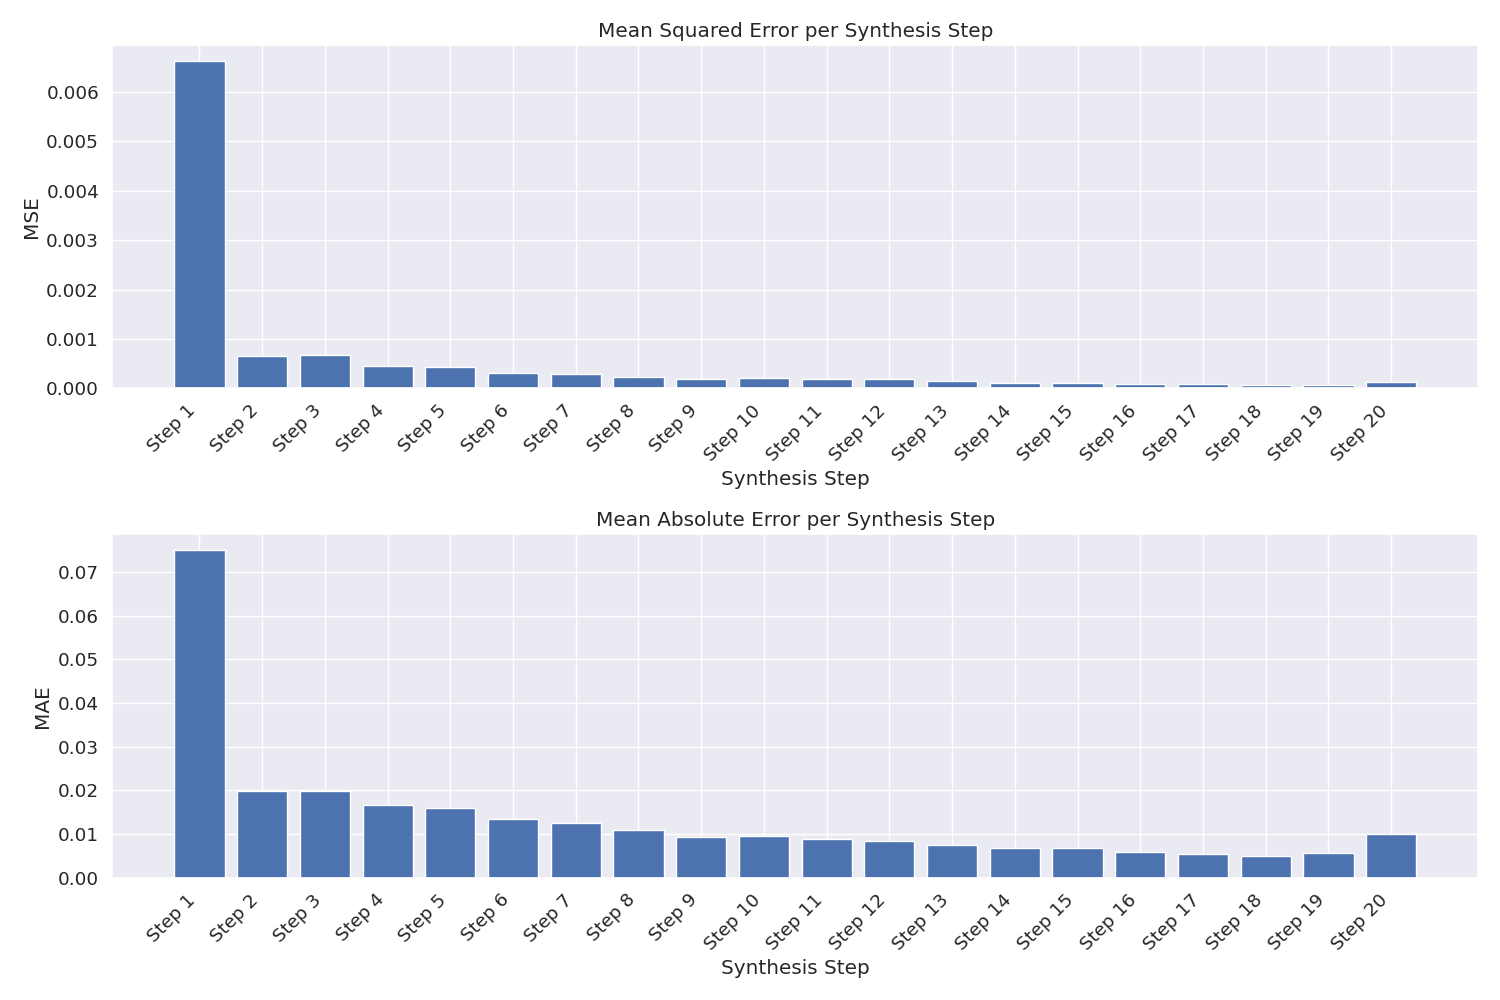 Mean Squared Error per Synthesis Step
0.006
0.005
0.004
0.003
0.002
0.001
0.000
MSE
Step 1
Step 2
Step 3
Step 4
Step 5
Step 6
Step 7
Step 8
Step 9
Step 10
Step 11
Step 12
Step 13
Step 14
Step 15
Step 16
Step 17
Step 18
Step 19
Step 20
Synthesis Step
Mean Absolute Error per Synthesis Step
0.07
0.06
0.05
0.04
0.03
0.02
0.01
0.00
MAE
Step 1
Step 2
Step 3
Step 4
Step 5
Step 6
Step 7
Step 8
Step 9
Step 10
Step 11
Step 12
Step 13
Step 14
Step 15
Step 16
Step 17
Step 18
Step 19
Step 20
Synthesis Step